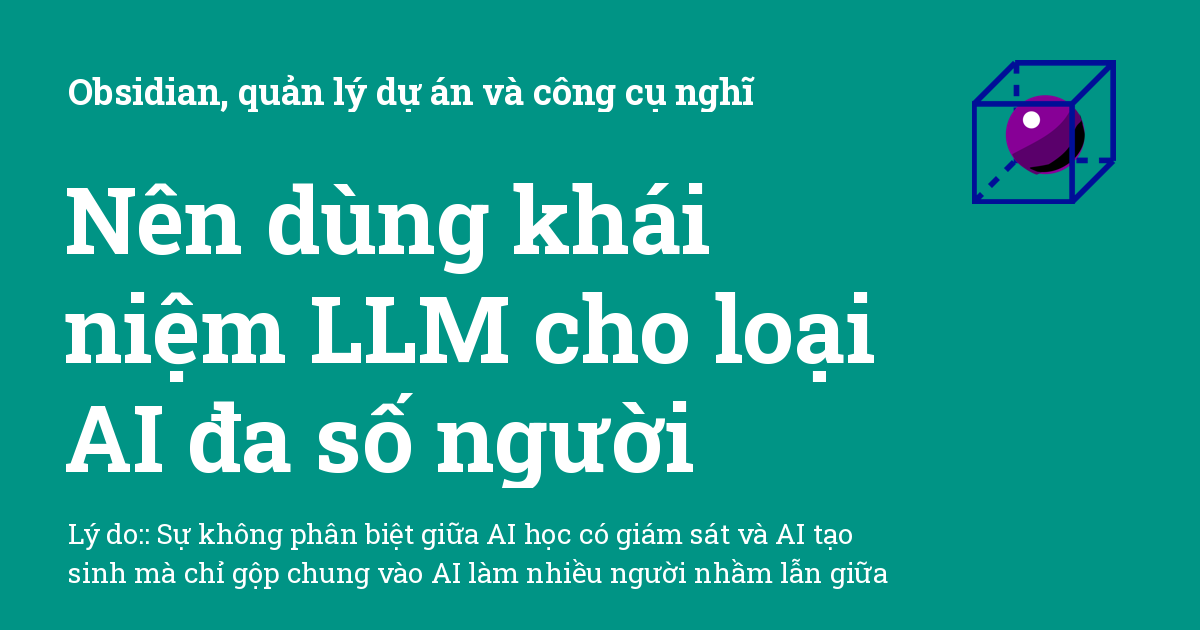 Obsidian, quản lý dự án và công cụ nghĩ
Nên dùng khái
niệm LLM cho loại
AI đa số người
Lý do:: Sự không phân biệt giữa AI học có giám sát và AI tạo
sinh mà chỉ gộp chung vào AI làm nhiều người nhầm lẫn giữa